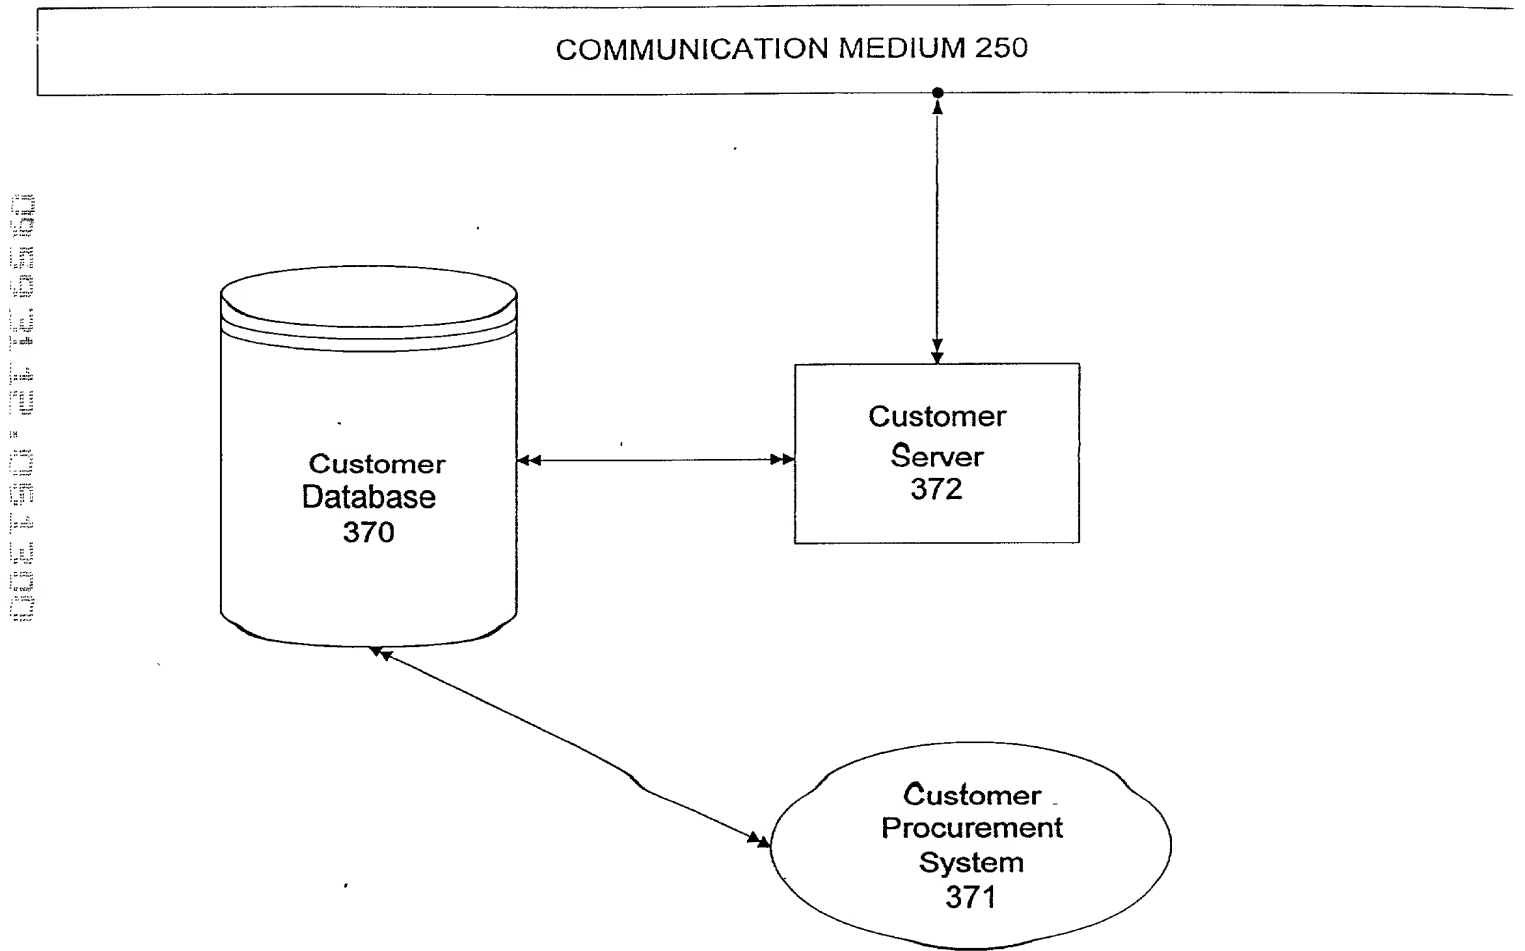 COMMUNICATION MEDIUM 250
Customer
Server
372
Customer
Database
370
Customer
Procurement
System
371